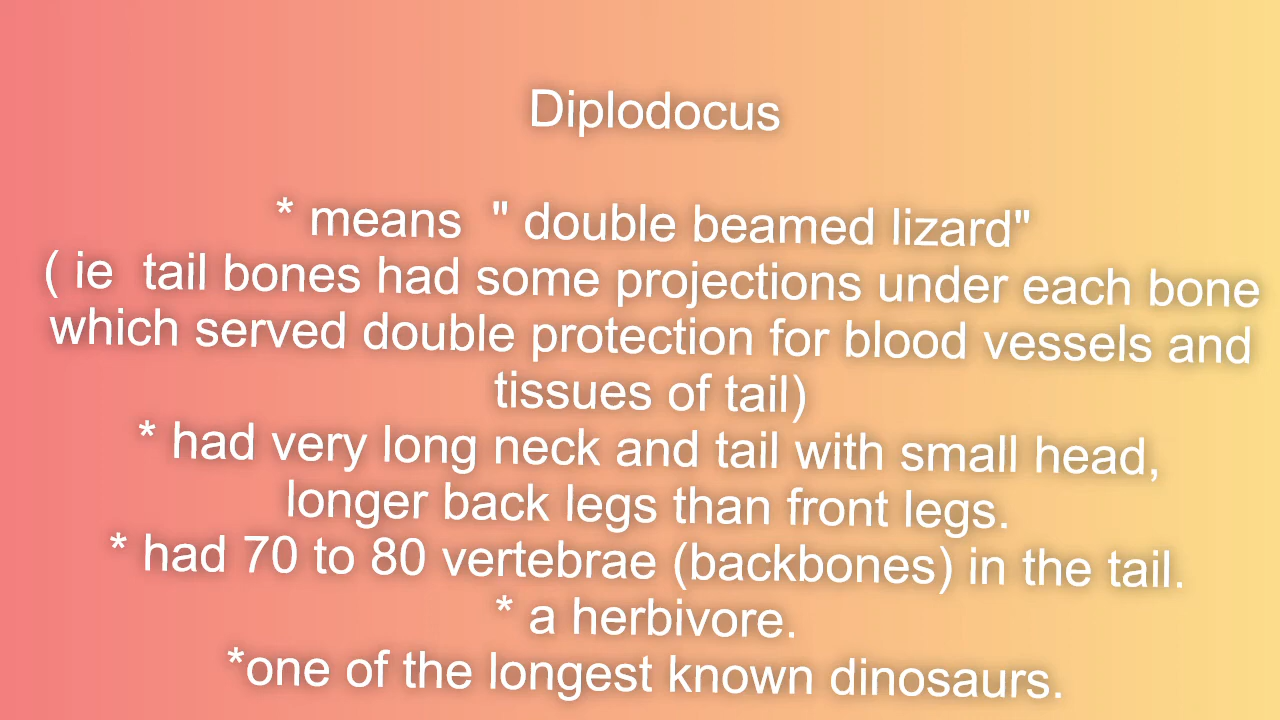 Diplodocus
* means  " double beamed lizard"
( ie  tail bones had some projections under each bone
which served double protection for blood vessels and
tissues of tail)
* had very long neck and tail with small head,
longer back legs than front legs.
* had 70 to 80 vertebrae (backbones) in the tail.
* a herbivore.
*one of the longest known dinosaurs.